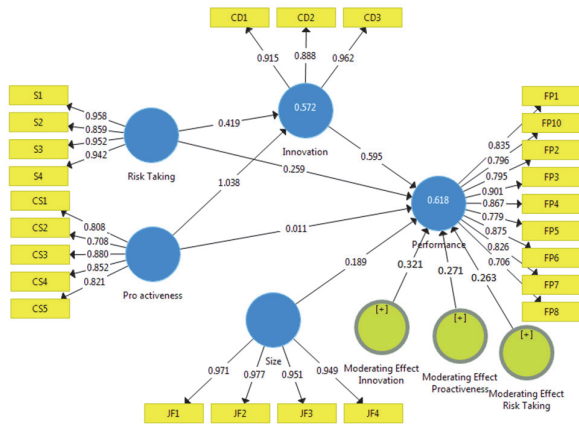 CD1
CD2
CD3
0.915
0.888
0.962
0.572
Innovation
S1
S2
S3
S4
0.958
0.859
0.952
0.942
Risk Taking
0.419
0.259
1.038
0.595
CS1
CS2
CS3
CS4
CS5
0.808
0.708
0.880
0.852
0.821
Pro activeness
0.011
0.618
Performance
FP1
FP10
FP2
FP3
FP4
FP5
FP6
FP7
FP8
0.835
0.796
0.795
0.901
0.867
0.779
0.875
0.826
0.706
0.189
0.321
0.271
0.263
Size
0.971
0.977
0.951
0.949
JF1
JF2
JF3
JF4
[+]
Moderating Effect
Innovation
[+]
Moderating Effect
Proactiveness
[+]
Moderating Effect
Risk Taking